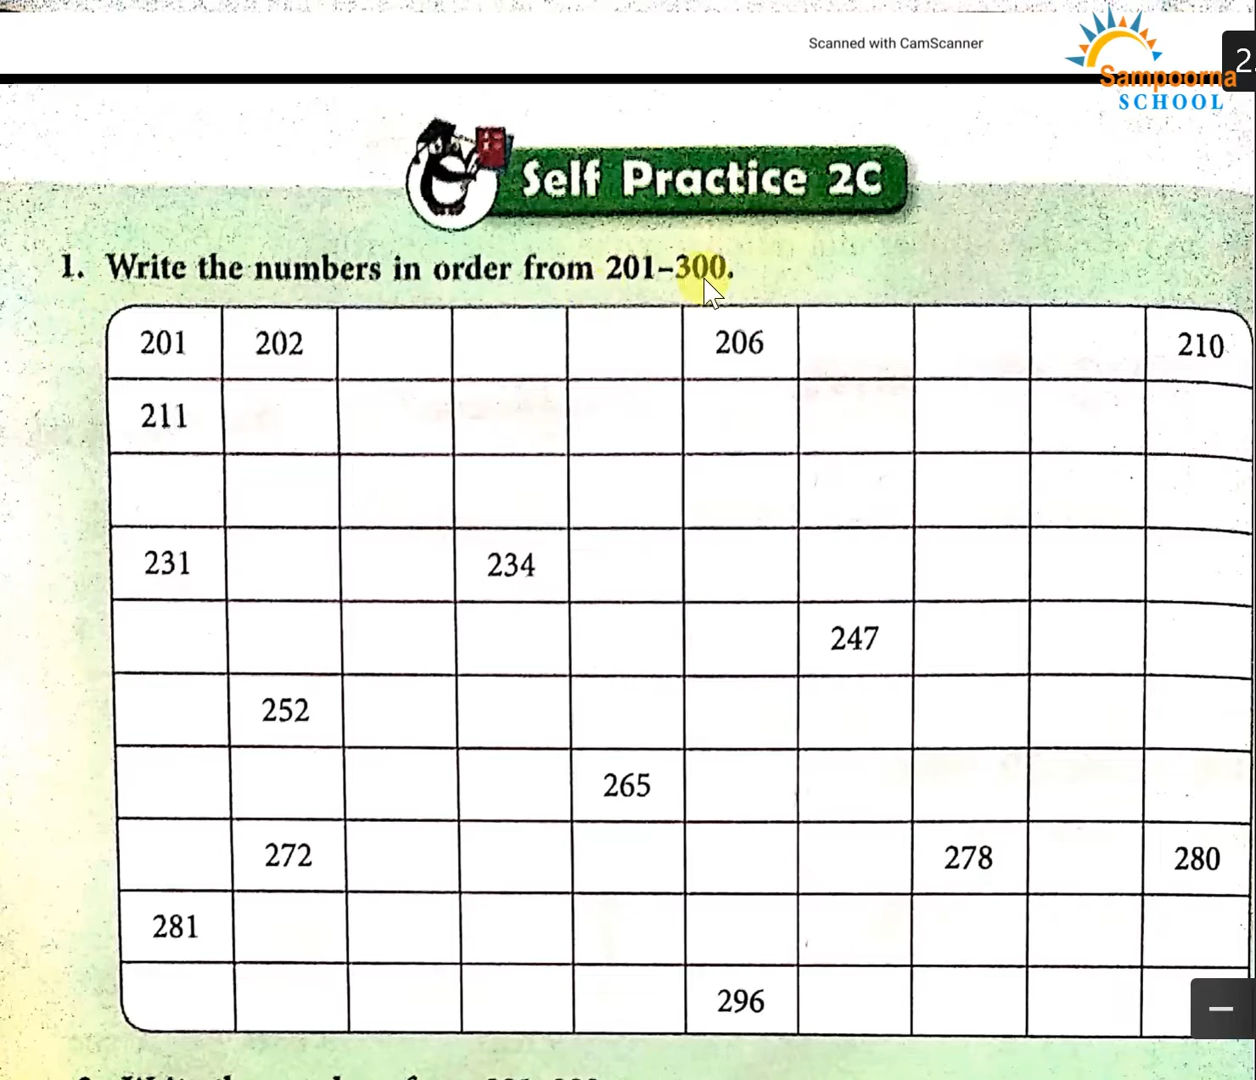 Scanned with CamScanner
2
Sampoorna
SCHOOL
Self Practice 2C
1. Write the numbers in order from 201-300.
201 202 206 210
211
231 234
247
252
265
272 278 280
281
296